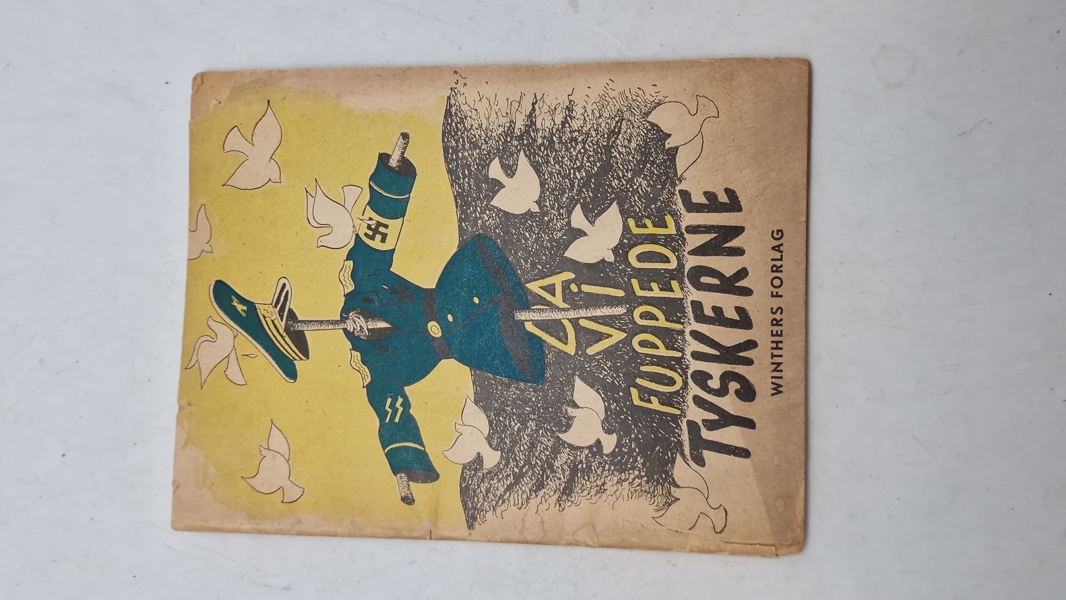 DA
Vi
FUPPEDE
TYSKERNE
WINTHERS FORLAG